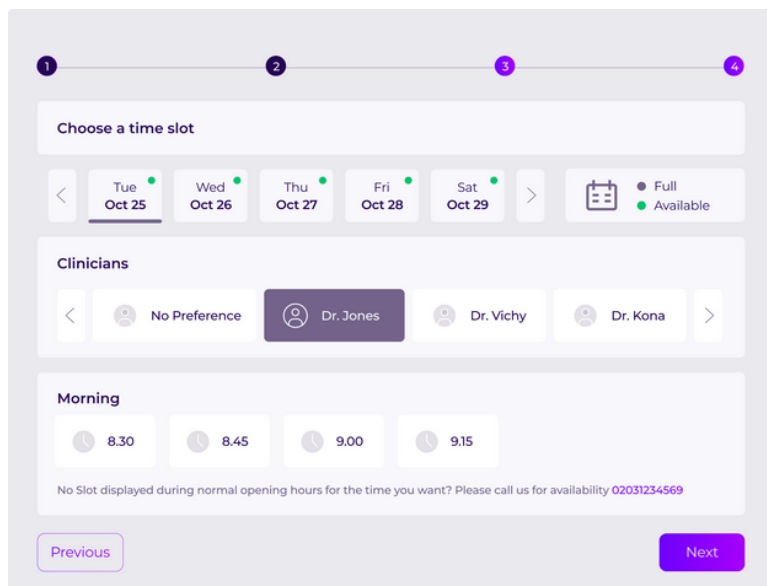 1 2 3 4
Choose a time slot
Tue Wed Thu Fri Sat Full
Oct 25 Oct 26 Oct 27 Oct 28 Oct 29 Available
Clinicians
No Preference Dr. Jones Dr. Vichy Dr. Kona
Morning
8.30 8.45 9.00 9.15
No Slot displayed during normal opening hours for the time you want? Please call us for availability 02031234569
Previous Next